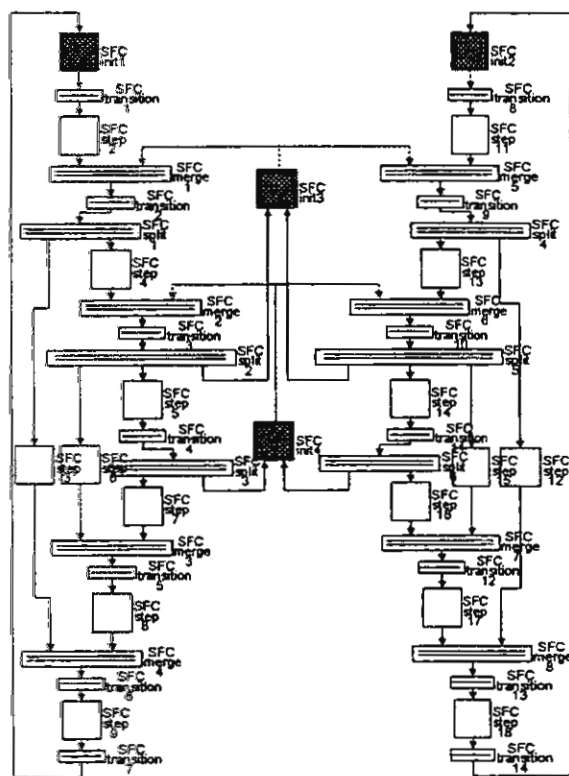 SFC
init1
SFC
transition
1
SFC
step
2
SFC
merge
1
SFC
transition
2
SFC
split
1
SFC
step
4
SFC
merge
2
SFC
transition
3
SFC
split
2
SFC
step
5
SFC
transition
4
SFC
step
3
SFC
step
6
SFC
split
3
SFC
step
7
SFC
merge
3
SFC
transition
5
SFC
step
8
SFC
merge
4
SFC
transition
6
SFC
step
9
SFC
transition
7
SFC
init3
SFC
init4
SFC
init2
SFC
transition
8
SFC
step
11
SFC
merge
5
SFC
transition
9
SFC
split
4
SFC
step
13
SFC
merge
6
SFC
transition
10
SFC
split
5
SFC
step
14
SFC
transition
SFC
split
SFC
step
SFC
step
12
SFC
step
16
SFC
merge
7
SFC
transition
12
SFC
step
17
SFC
merge
8
SFC
transition
13
SFC
step
18
SFC
transition
14